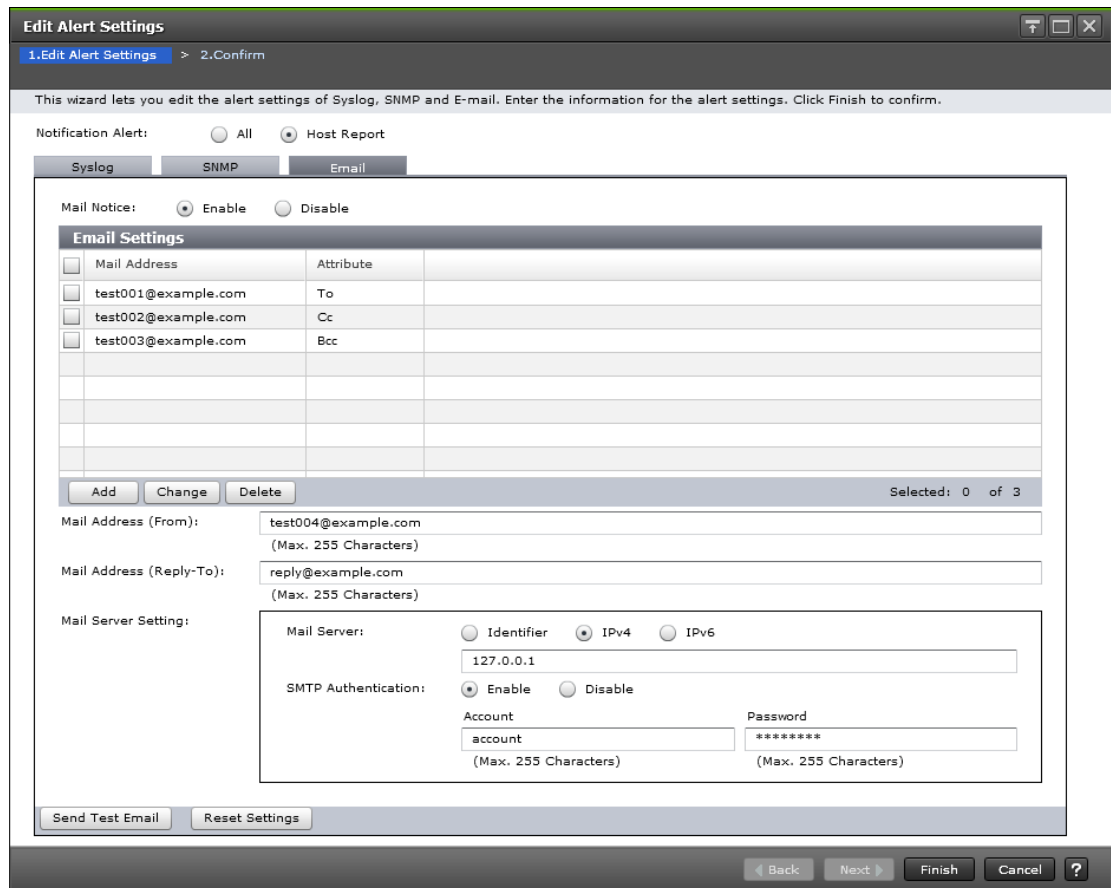 Edit Alert Settings
1.Edit Alert Settings > 2.Confirm
This wizard lets you edit the alert settings of Syslog, SNMP and E-mail. Enter the information for the alert settings. Click Finish to confirm.
Notification Alert: All Host Report
Syslog SNMP Email
Mail Notice: Enable Disable
Email Settings
Mail Address Attribute
test001@example.com To
test002@example.com Cc
test003@example.com Bcc
Add Change Delete Selected: 0 of 3
Mail Address (From): test004@example.com
(Max. 255 Characters)
Mail Address (Reply-To): reply@example.com
(Max. 255 Characters)
Mail Server Setting:
Mail Server: Identifier IPv4 IPv6
127.0.0.1
SMTP Authentication: Enable Disable
Account Password
account ********
(Max. 255 Characters) (Max. 255 Characters)
Send Test Email Reset Settings
Back Next Finish Cancel ?